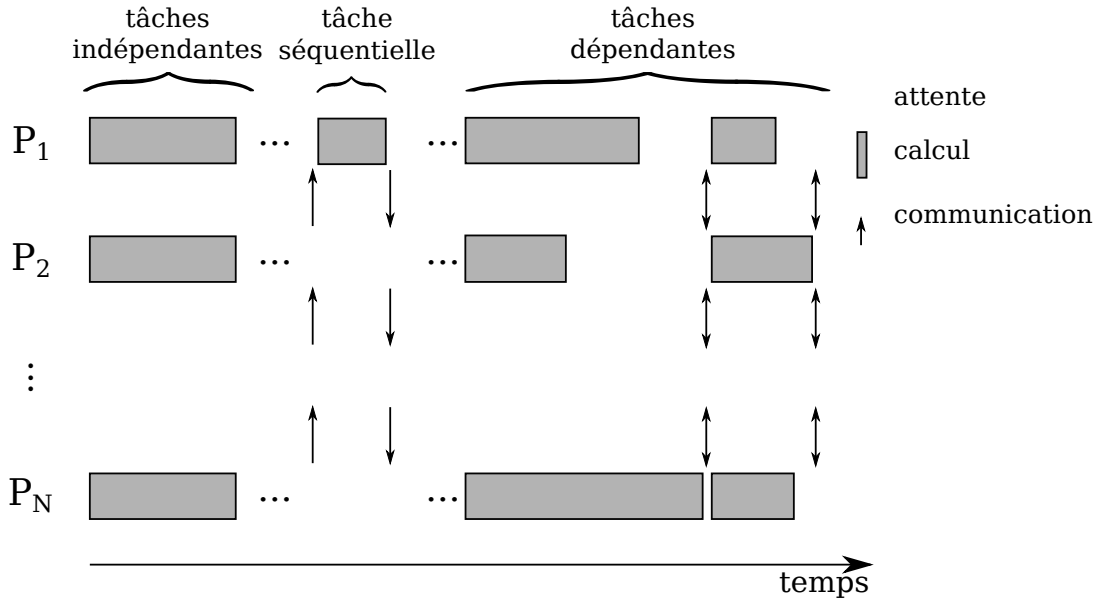 tâches
indépendantes
tâche
séquentielle
tâches
dépendantes
attente
calcul
communication
P1 ... ...
P2 ... ...
⋮
PN ... ...
temps